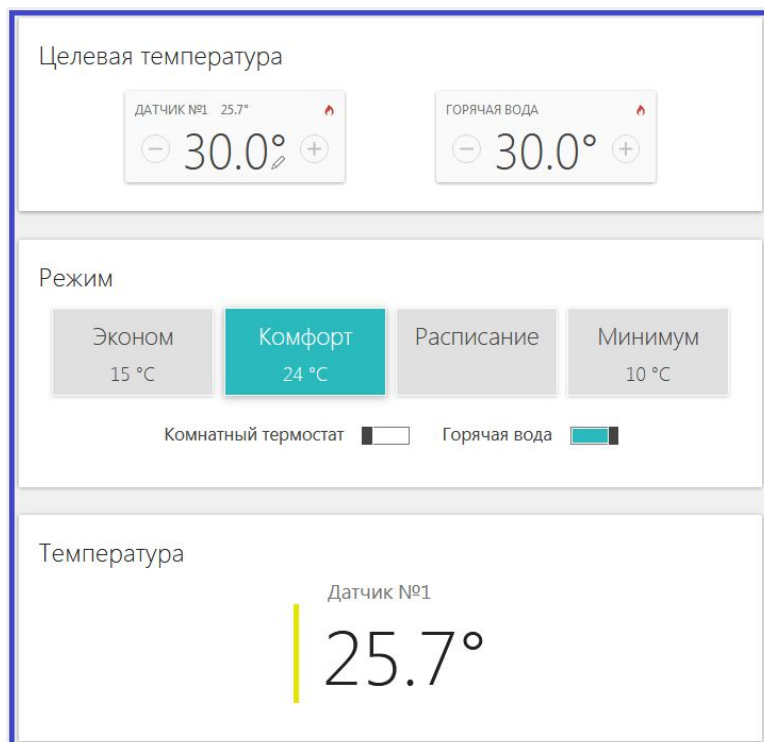 Целевая температура
ДАТЧИК №1 25.7°
30.0°
ГОРЯЧАЯ ВОДА
30.0°
Режим
Эконом
15 °C
Комфорт
24 °C
Расписание
Минимум
10 °C
Комнатный термостат
Горячая вода
Температура
Датчик №1
25.7°